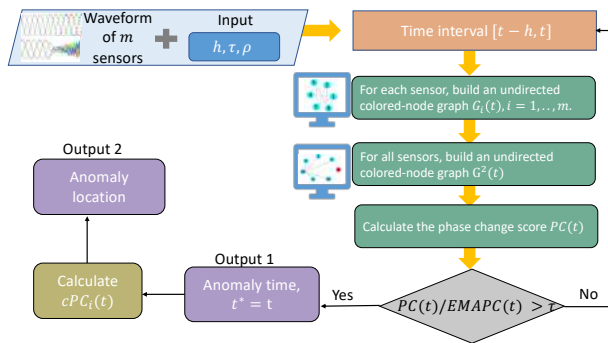 Waveform
of m
sensors
Input
h, τ, ρ
Time interval [t − h, t]
For each sensor, build an undirected
colored-node graph G_i(t), i = 1, . . , m.
For all sensors, build an undirected
colored-node graph G²(t)
Calculate the phase change score PC(t)
PC(t)/EMAPC(t) > τ
No
Yes
Output 1
Anomaly time,
t* = t
Calculate
cPC_i(t)
Output 2
Anomaly
location